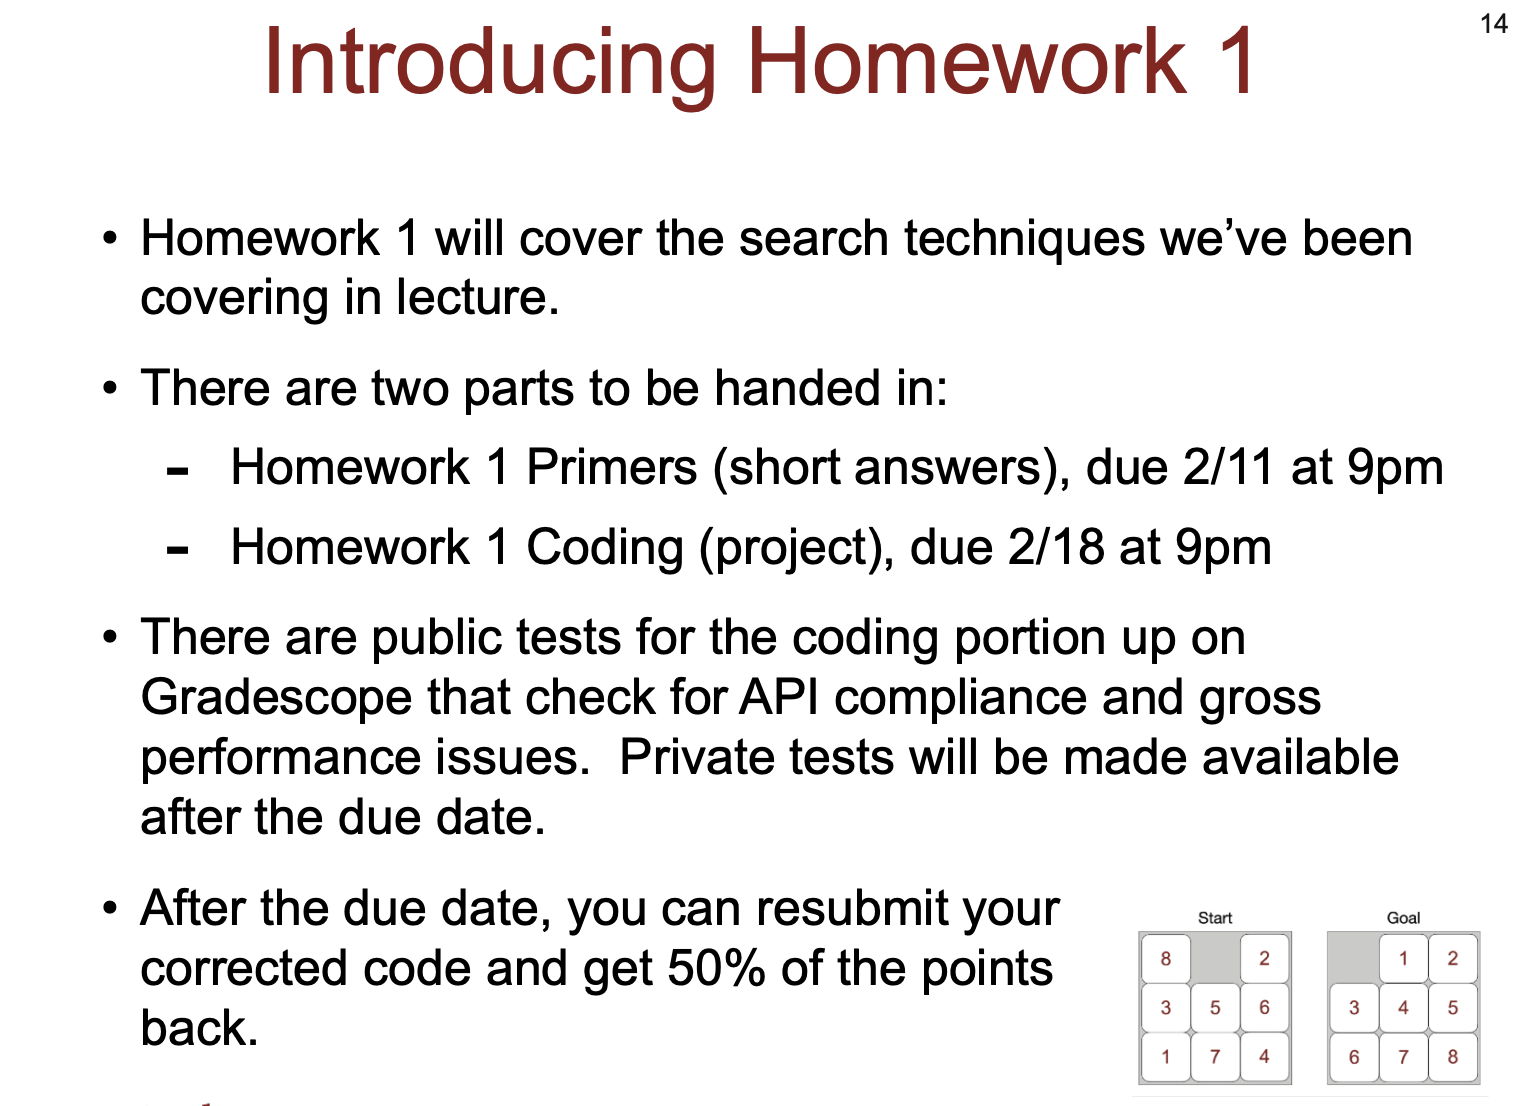 14
Introducing Homework 1
• Homework 1 will cover the search techniques we’ve been
covering in lecture.
• There are two parts to be handed in:
- Homework 1 Primers (short answers), due 2/11 at 9pm
- Homework 1 Coding (project), due 2/18 at 9pm
• There are public tests for the coding portion up on
Gradescope that check for API compliance and gross
performance issues.  Private tests will be made available
after the due date.
• After the due date, you can resubmit your
corrected code and get 50% of the points
back.
Start
8 2
3 5 6
1 7 4
Goal
1 2
3 4 5
6 7 8